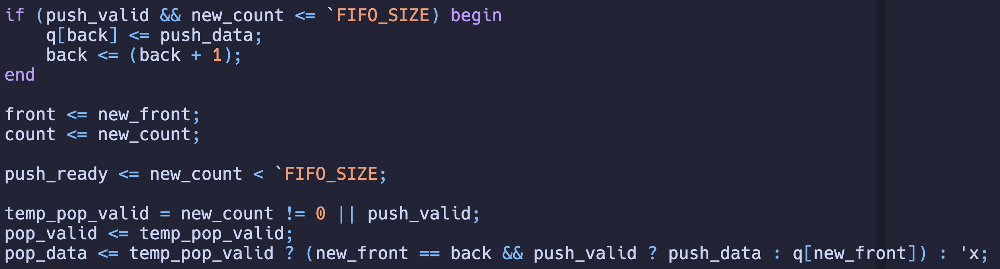 if (push_valid && new_count <= `FIFO_SIZE) begin
    q[back] <= push_data;
    back <= (back + 1);
end

front <= new_front;
count <= new_count;

push_ready <= new_count < `FIFO_SIZE;

temp_pop_valid = new_count != 0 || push_valid;
pop_valid <= temp_pop_valid;
pop_data <= temp_pop_valid ? (new_front == back && push_valid ? push_data : q[new_front]) : 'x;